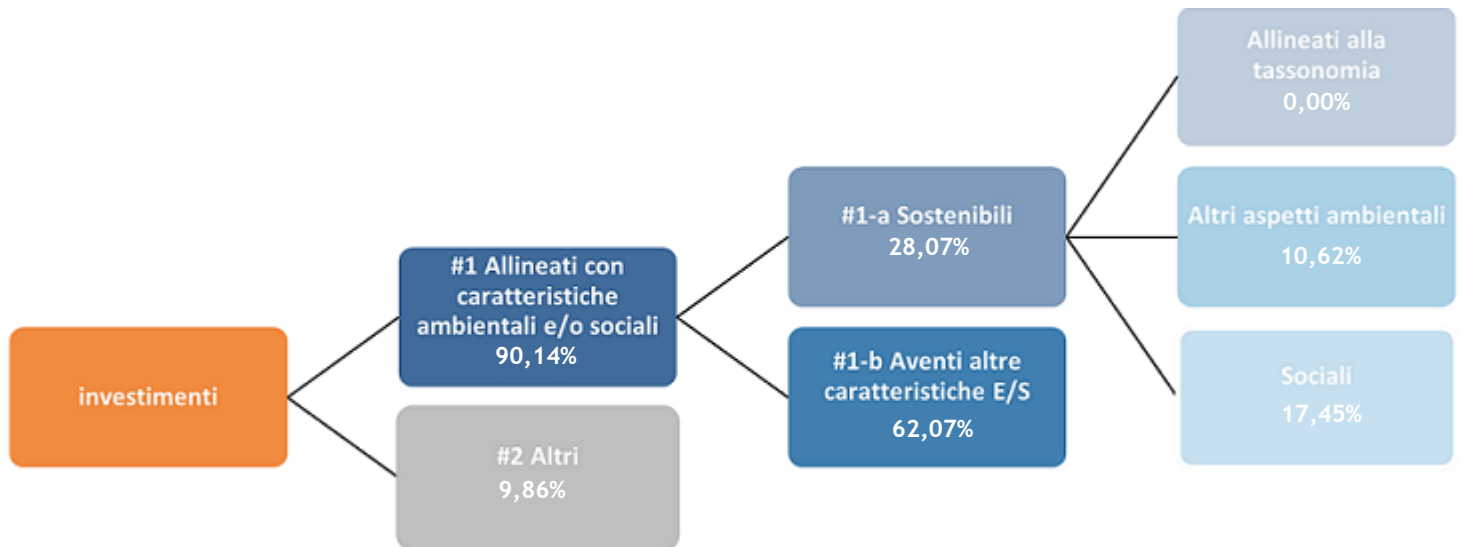 investimenti
#1 Allineati con
caratteristiche
ambientali e/o sociali
90,14%
#2 Altri
9,86%
#1-a Sostenibili
28,07%
#1-b Aventi altre
caratteristiche E/S
62,07%
Allineati alla
tassonomia
0,00%
Altri aspetti ambientali
10,62%
Sociali
17,45%